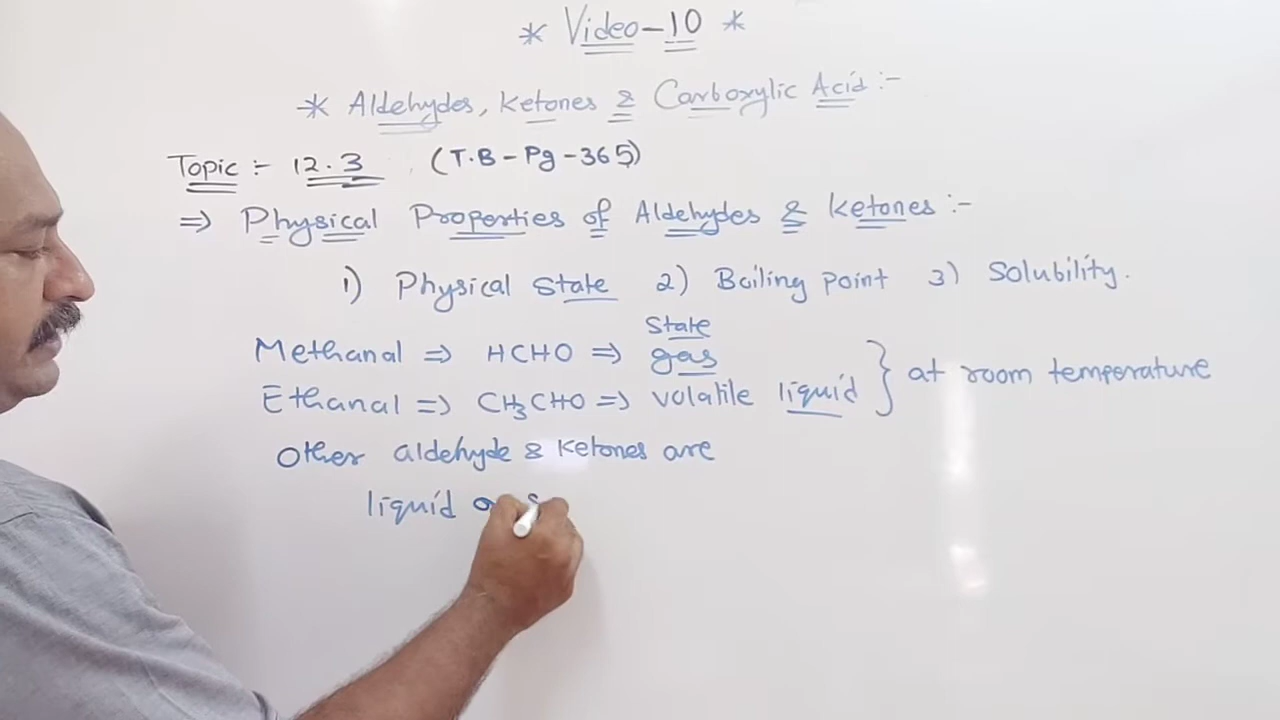 * Video-10 *
* Aldehydes, Ketones & Carboxylic Acid :-
Topic :- 12.3 (T.B - Pg - 365)
⇒ Physical Properties of Aldehydes & Ketones :-
1) Physical State 2) Boiling point 3) Solubility.
State
Methanal ⇒ HCHO ⇒ gas
Ethanal ⇒ CH₃CHO ⇒ volatile liquid } at room temperature
Other aldehyde & Ketones are
liquid